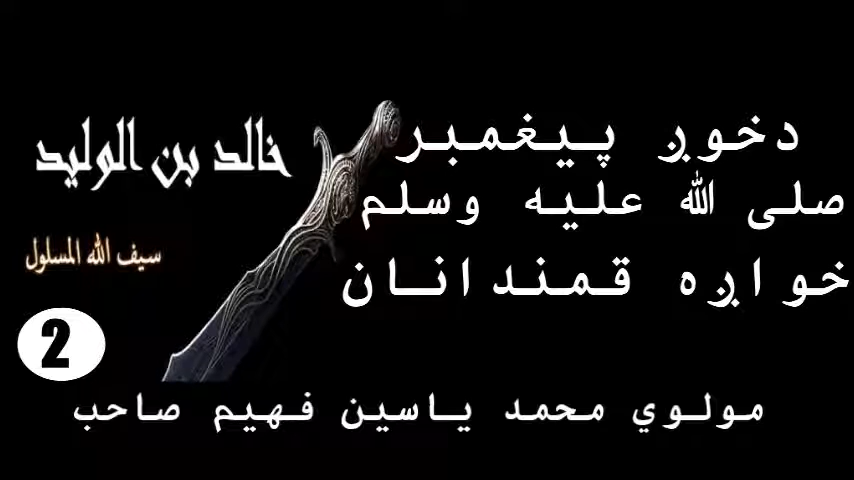 دخوږ پیغمبر
صلی الله علیه وسلم
خواږه قمندانان
خالد بن الوليد
سيف الله المسلول
2
مولوي محمد ياسين فهيم صاحب